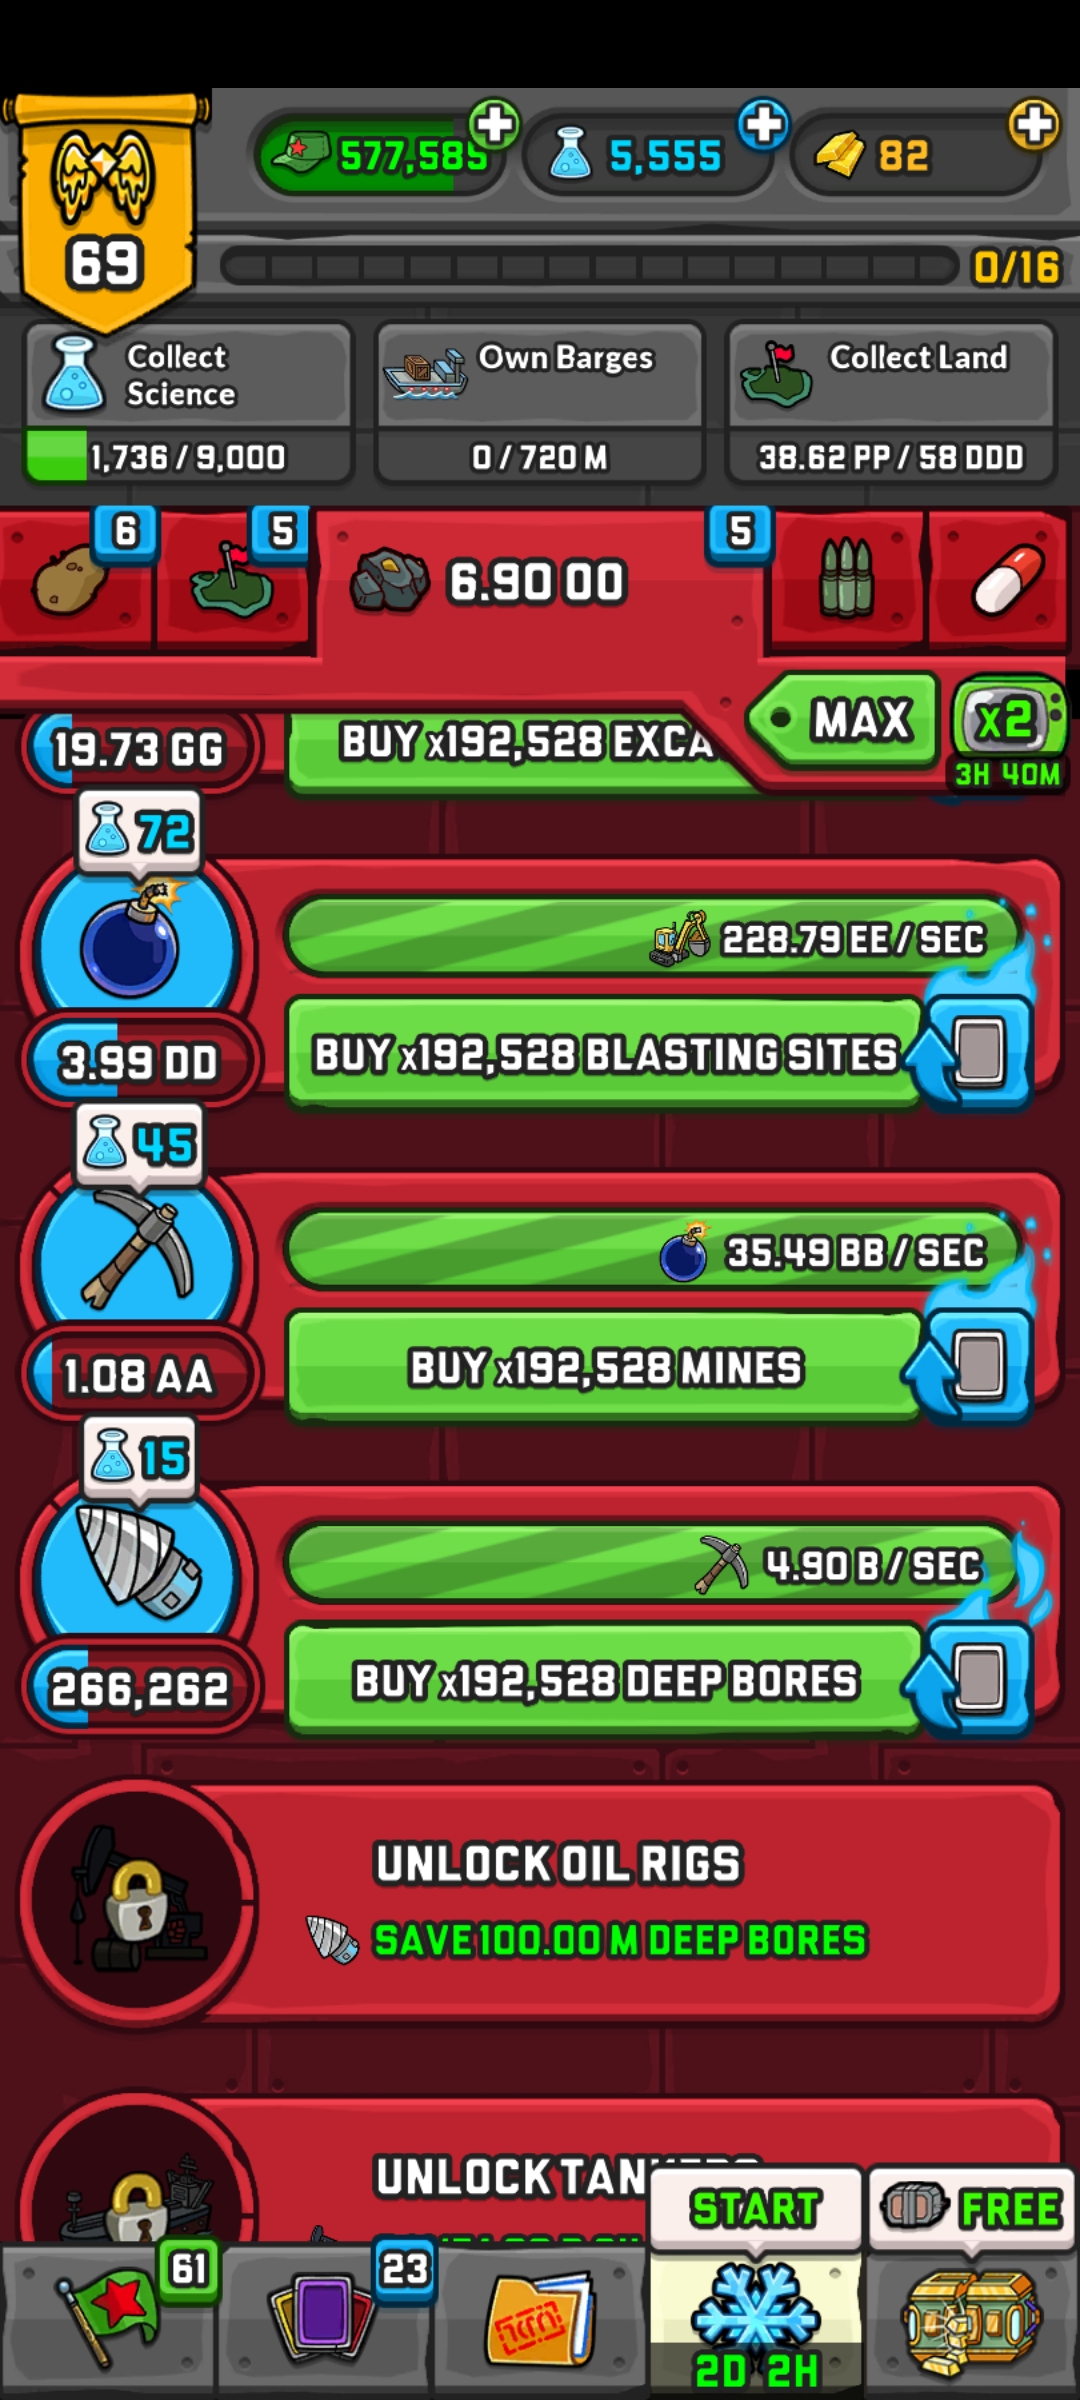 577,585
5,555
82
69
0/16
Collect
Science
Own Barges
Collect Land
1,736 / 9,000
0 / 720 M
38.62 PP / 58 DDD
6
5
6.90 OO
5
MAX
x2
3H 40M
19.73 GG
BUY x192,528 EXCA
72
228.79 EE / SEC
BUY x192,528 BLASTING SITES
3.99 DD
45
35.49 BB / SEC
BUY x192,528 MINES
1.08 AA
15
4.90 B / SEC
BUY x192,528 DEEP BORES
266,262
UNLOCK OIL RIGS
SAVE 100.00 M DEEP BORES
UNLOCK TANKERS
START
FREE
61
23
2D 2H